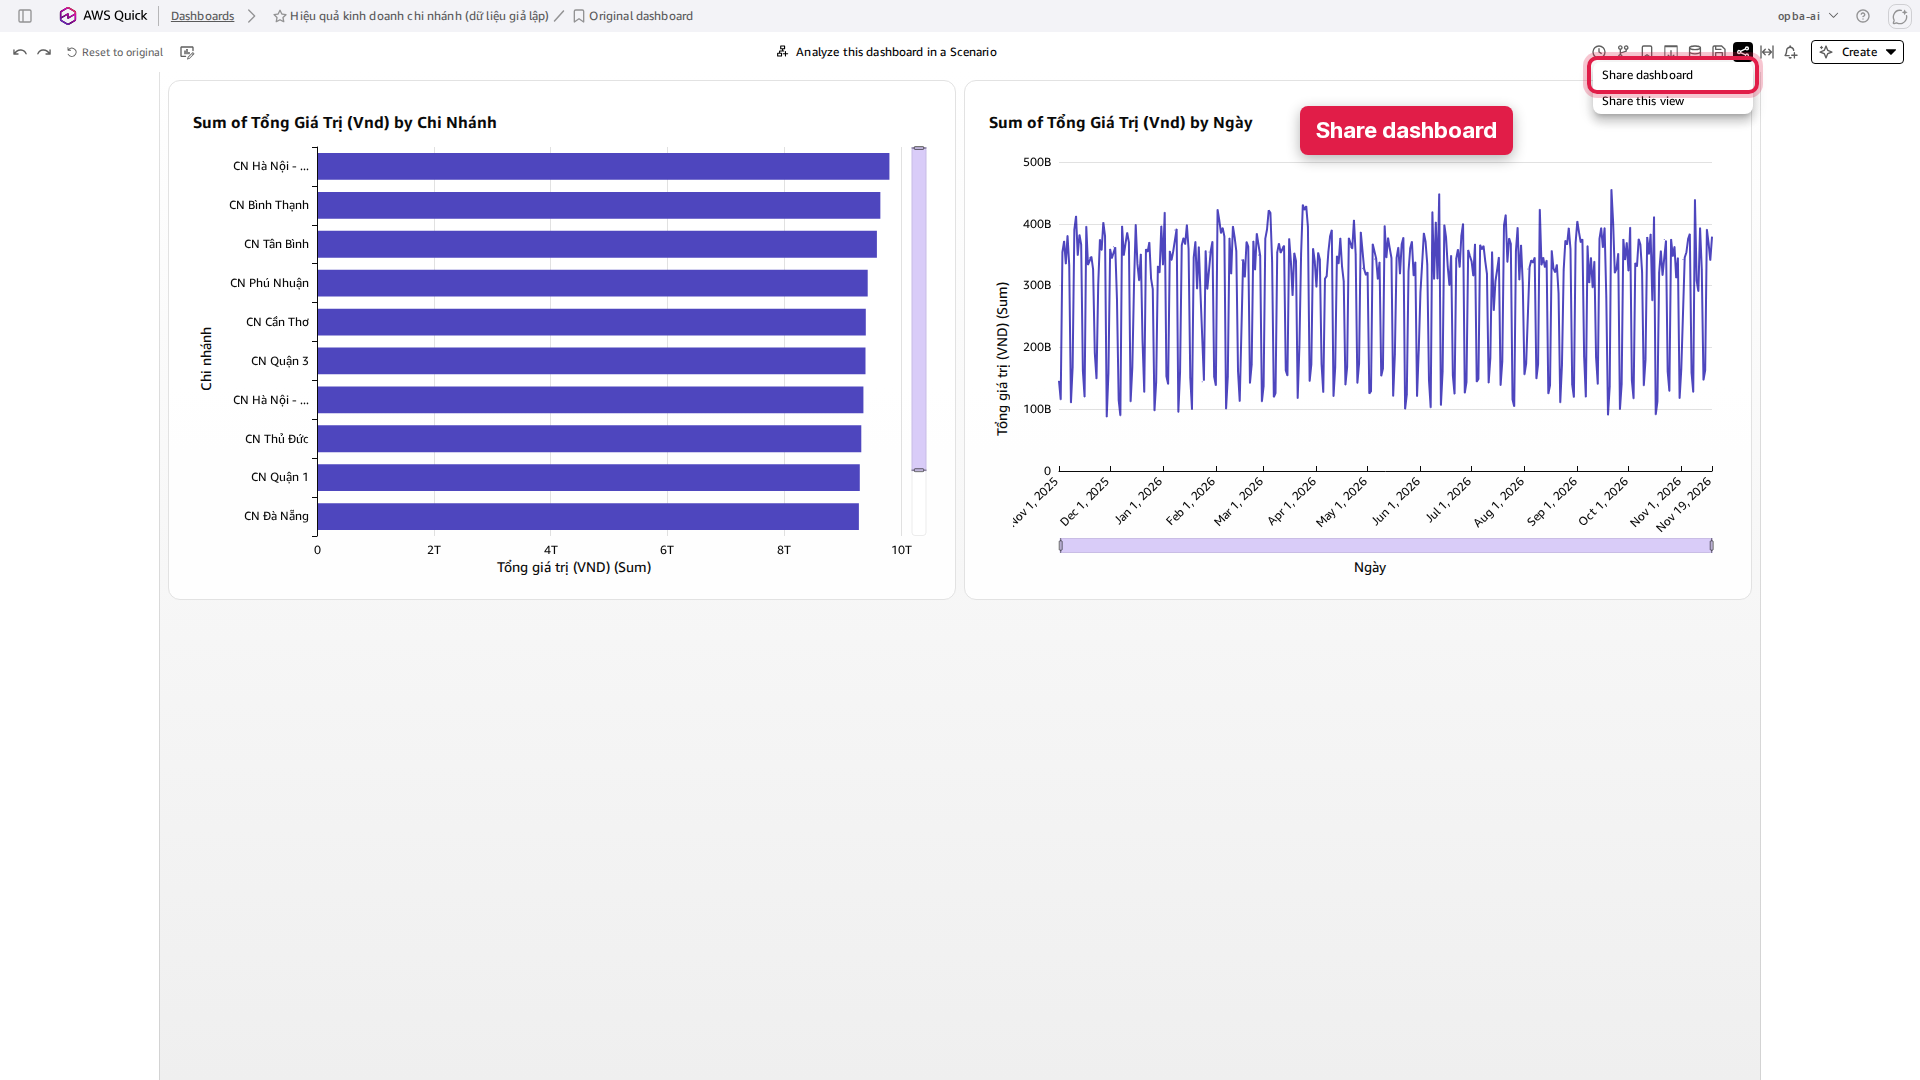 AWS Quick
Dashboards
Hiệu quả kinh doanh chi nhánh (dữ liệu giả lập)
Original dashboard
opba-ai
Reset to original
Analyze this dashboard in a Scenario
Create
Share dashboard
Share this view
Sum of Tổng Giá Trị (Vnd) by Chi Nhánh
Chi nhánh
CN Hà Nội - ...
CN Bình Thạnh
CN Tân Bình
CN Phú Nhuận
CN Cần Thơ
CN Quận 3
CN Hà Nội - ...
CN Thủ Đức
CN Quận 1
CN Đà Nẵng
0 2T 4T 6T 8T 10T
Tổng giá trị (VND) (Sum)
Sum of Tổng Giá Trị (Vnd) by Ngày
Share dashboard
Tổng giá trị (VND) (Sum)
500B
400B
300B
200B
100B
0
Nov 1, 2025 Dec 1, 2025 Jan 1, 2026 Feb 1, 2026 Mar 1, 2026 Apr 1, 2026 May 1, 2026 Jun 1, 2026 Jul 1, 2026 Aug 1, 2026 Sep 1, 2026 Oct 1, 2026 Nov 1, 2026 Nov 19, 2026
Ngày